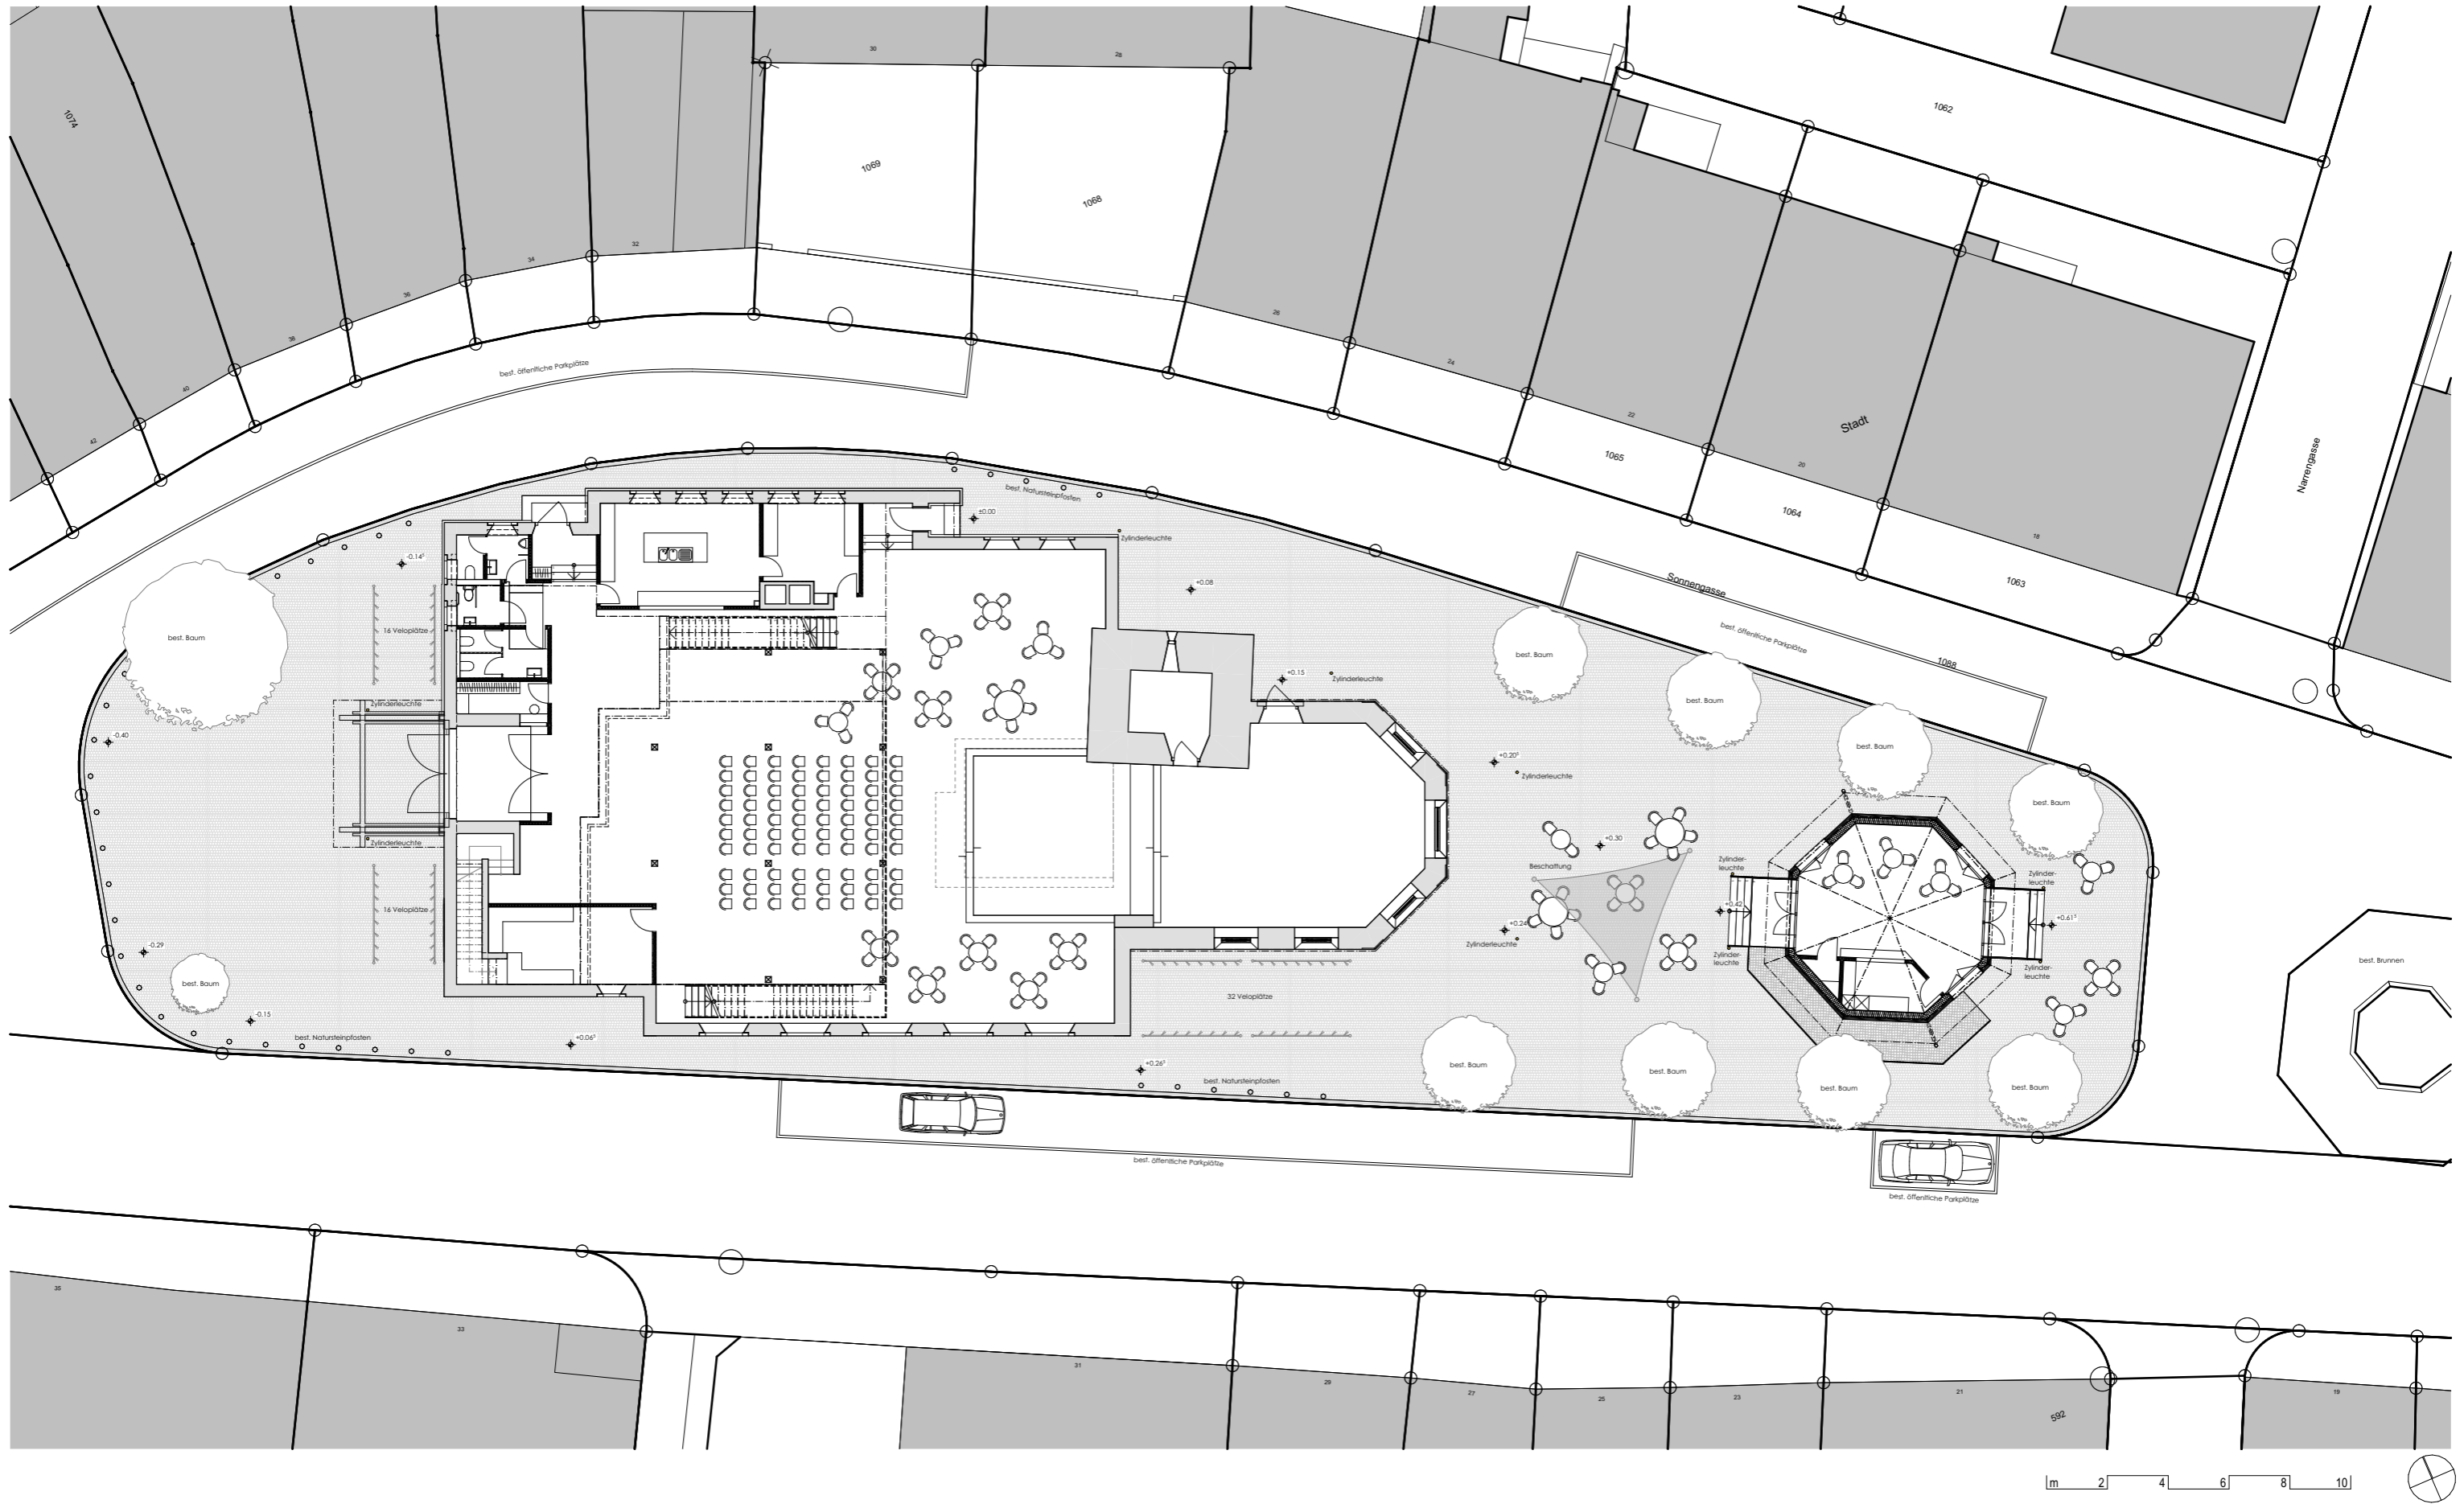 30
28
1074
1062
1069
1068
32
34
36
38
40
42
26
24
22
20
18
best. öffentliche Parkplätze
Stadt
Narrengasse
1065
1064
1063
Sonnengasse
best. öffentliche Parkplätze
1088
best. Natursteinpfosten
±0.00
Zylinderleuchte
-0.14⁵
+0.08
best. Baum
16 Veloplätze
best. Baum
best. Baum
best. Baum
best. Baum
+0.15
Zylinderleuchte
Zylinderleuchte
-0.40
+0.20⁵
Zylinderleuchte
Zylinderleuchte
+0.30
Beschattung
Zylinder-
leuchte
Zylinder-
leuchte
16 Veloplätze
+0.42
+0.61⁵
+0.24
Zylinderleuchte
Zylinder-
leuchte
Zylinder-
leuchte
-0.29
best. Baum
32 Veloplätze
best. Brunnen
-0.15
best. Natursteinpfosten
+0.06⁵
+0.26⁵
best. Natursteinpfosten
best. Baum
best. Baum
best. Baum
best. Baum
best. öffentliche Parkplätze
best. öffentliche Parkplätze
35
33
31
29
27
25
23
21
19
592
m 2 4 6 8 10